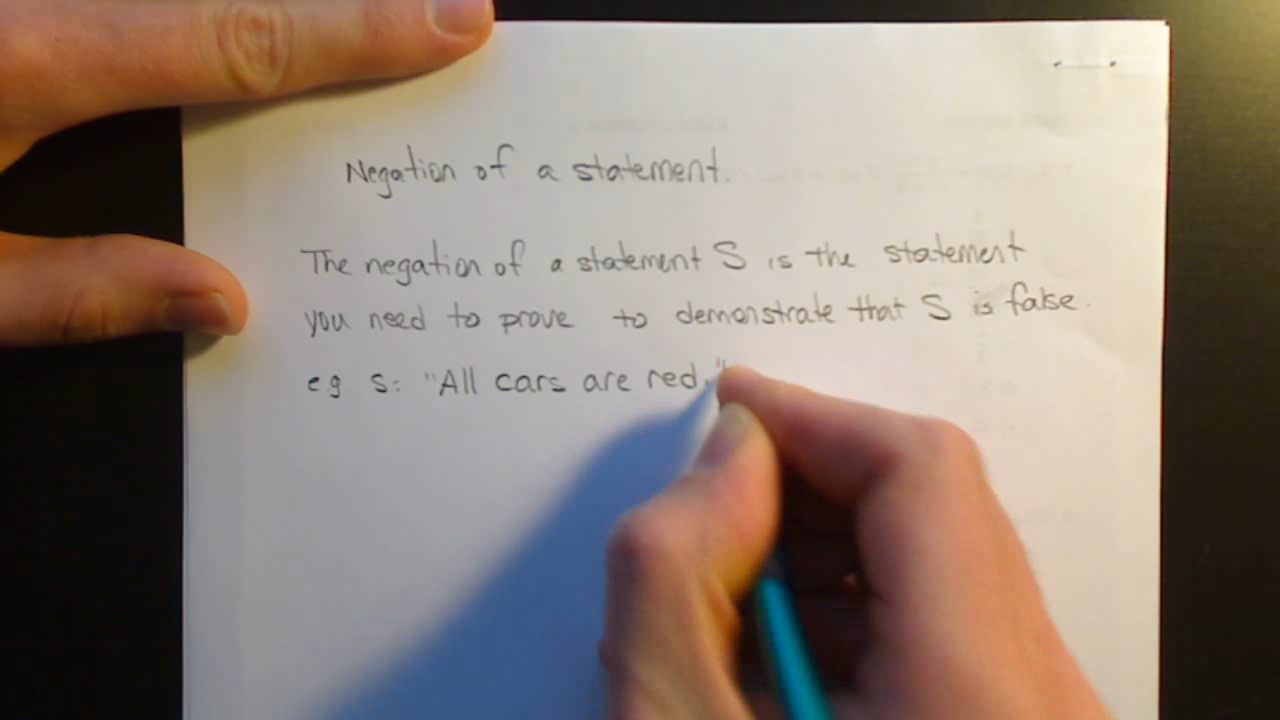 Negation of a statement.
The negation of a statement S is the statement
you need to prove to demonstrate that S is false.
eg S: "All cars are red."